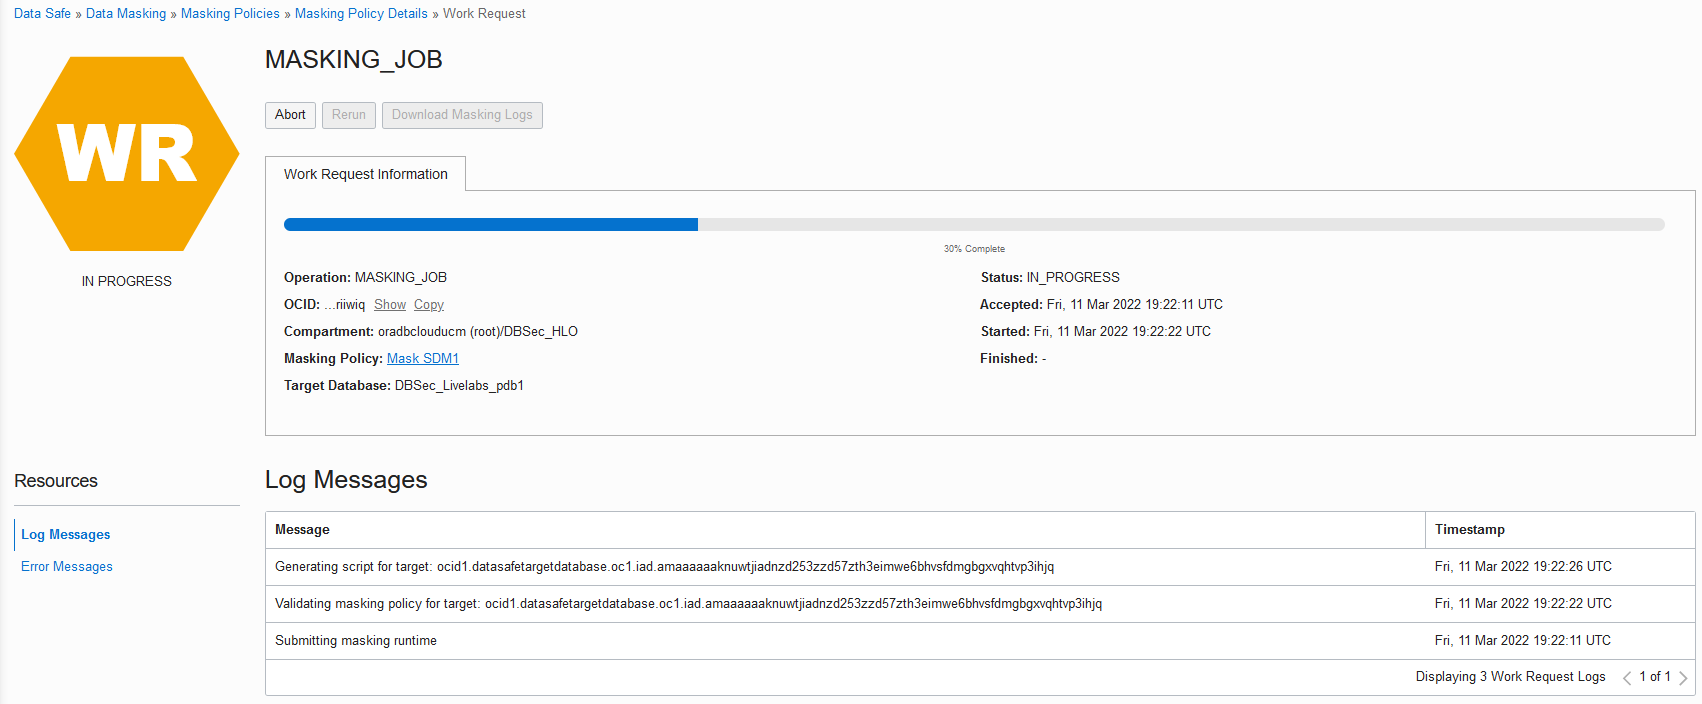 Data Safe » Data Masking » Masking Policies » Masking Policy Details » Work Request
WR
IN PROGRESS
MASKING_JOB
Abort Rerun Download Masking Logs
Work Request Information
30% Complete
Operation: MASKING_JOB
OCID: ...riiwiq Show Copy
Compartment: oradbclouducm (root)/DBSec_HLO
Masking Policy: Mask SDM1
Target Database: DBSec_Livelabs_pdb1
Status: IN_PROGRESS
Accepted: Fri, 11 Mar 2022 19:22:11 UTC
Started: Fri, 11 Mar 2022 19:22:22 UTC
Finished: -
Resources
Log Messages
Error Messages
Log Messages
Message Timestamp
Generating script for target: ocid1.datasafetargetdatabase.oc1.iad.amaaaaaaknuwtjiadnzd253zzd57zth3eimwe6bhvsfdmgbgxvqhtvp3ihjq Fri, 11 Mar 2022 19:22:26 UTC
Validating masking policy for target: ocid1.datasafetargetdatabase.oc1.iad.amaaaaaaknuwtjiadnzd253zzd57zth3eimwe6bhvsfdmgbgxvqhtvp3ihjq Fri, 11 Mar 2022 19:22:22 UTC
Submitting masking runtime Fri, 11 Mar 2022 19:22:11 UTC
Displaying 3 Work Request Logs 1 of 1